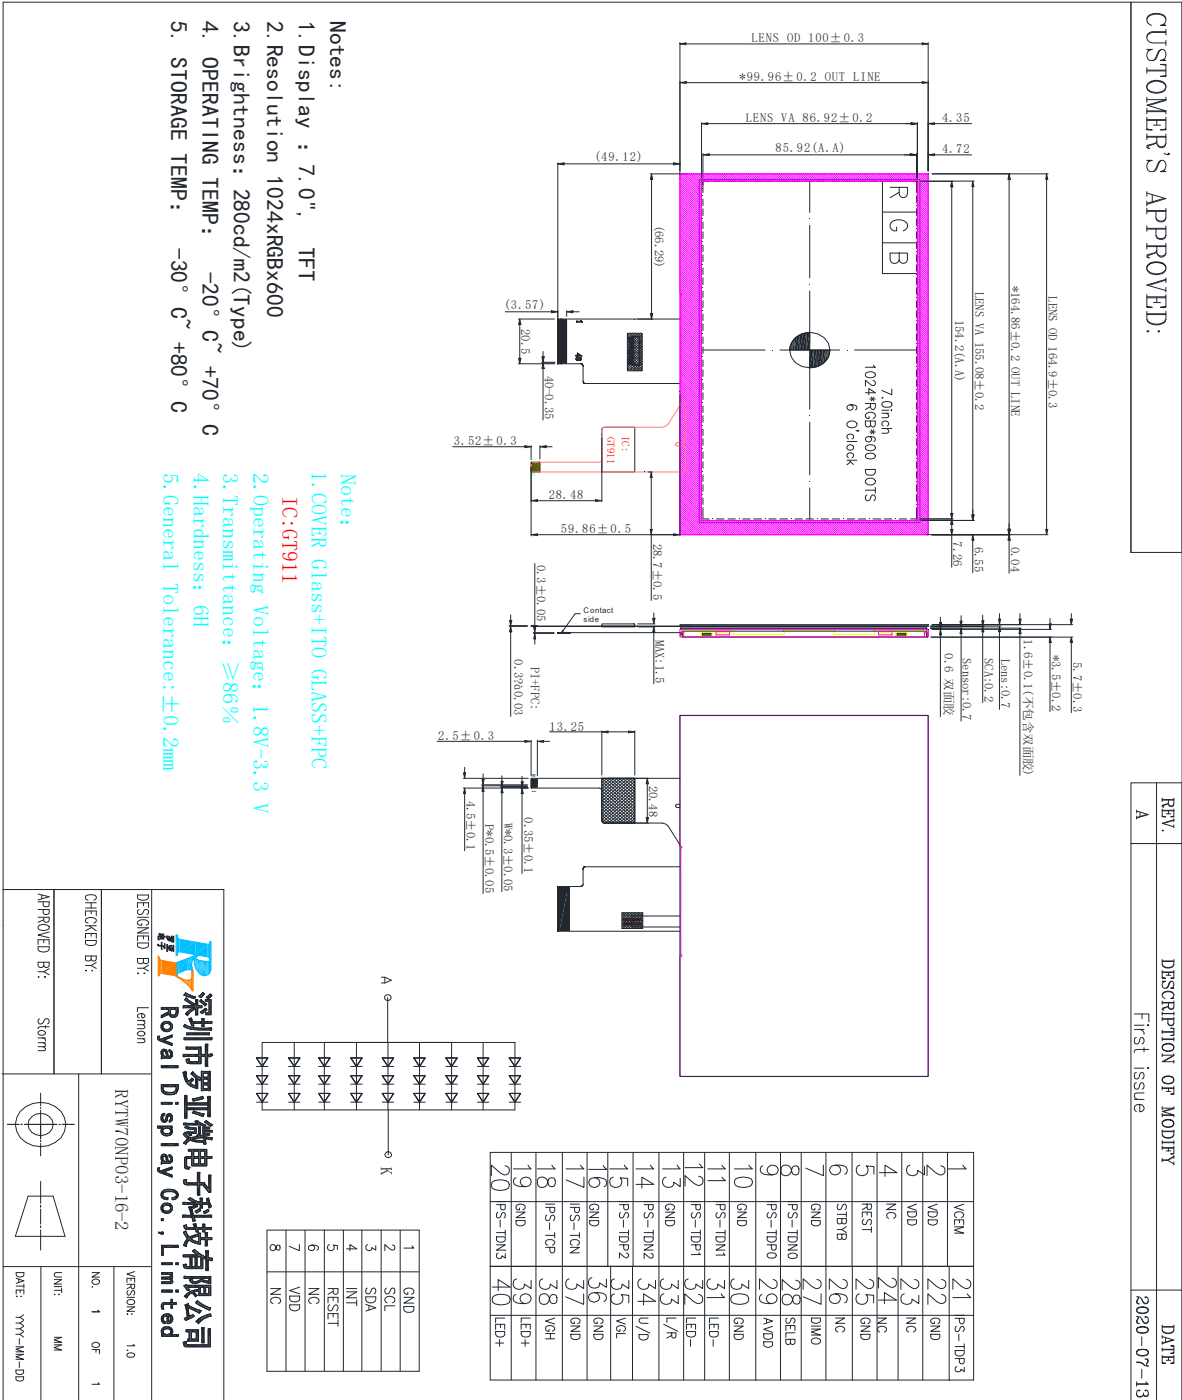 CUSTOMER'S APPROVED:
REV.
DESCRIPTION OF MODIFY
DATE
A
First issue
2020-07-13
LENS OD 164.9±0.3
*164.86±0.2 OUT LINE
LENS VA 155.08±0.2
154.2(A.A)
0.04
6.55
7.26
LENS OD 100±0.3
*99.96±0.2 OUT LINE
LENS VA 86.92±0.2
85.92(A.A)
4.35
4.72
(49.12)
(66.29)
(3.57)
20.5
40-0.35
R G B
7.0inch
1024*RGB*600 DOTS
6 O'clock
1
40
IC:
GT911
3.52±0.3
28.48
59.86±0.5
28.7±0.5
5.7±0.3
*3.5±0.2
1.6±0.1(不包含双面胶)
Lens:0.7
SCA:0.2
Sensor:0.7
0.6 双面胶
MAX:1.5
Contact
side
0.3±0.05
PI+FPC:
0.3?à0.03
13.25
2.5±0.3
20.48
0.35±0.1
W*0.3±0.05
P*0.5±0.05
4.5±0.1
A
K
1 VCEM 21 PS-TDP3
2 VDD 22 GND
3 VDD 23 NC
4 NC 24 NC
5 REST 25 GND
6 STBYB 26 NC
7 GND 27 DIMO
8 PS-TDN0 28 SELB
9 PS-TDP0 29 AVDD
10 GND 30 GND
11 PS-TDN1 31 LED-
12 PS-TDP1 32 LED-
13 GND 33 L/R
14 PS-TDN2 34 U/D
15 PS-TDP2 35 VGL
16 GND 36 GND
17 IPS-TCN 37 GND
18 IPS-TCP 38 VGH
19 GND 39 LED+
20 PS-TDN3 40 LED+
1 GND
2 SCL
3 SDA
4 INT
5 RESET
6 NC
7 VDD
8 NC
Notes:
1. Display : 7.0", TFT
2. Resolution 1024xRGBx600
3. Brightness: 280cd/m2(Type)
4. OPERATING TEMP: -20° C~ +70° C
5. STORAGE TEMP: -30° C~ +80° C
Note:
1. COVER Glass+ITO GLASS+FPC
IC:GT911
2. Operating Voltage: 1.8V-3.3 V
3. Transmittance: ≥86%
4. Hardness: 6H
5. General Tolerance: ±0.2mm
RY
罗亚
电子
深圳市罗亚微电子科技有限公司
Royal Display Co., Limited
DESIGNED BY: Lemon
CHECKED BY:
APPROVED BY: Storm
RYTW70NP03-16-2
VERSION: 1.0
NO. 1 OF 1
UNIT: MM
DATE: YYYY-MM-DD